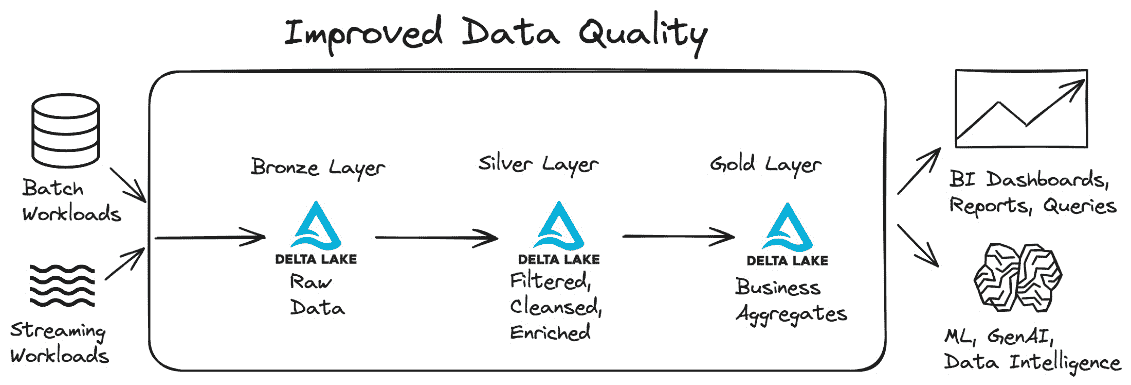 Improved Data Quality
Batch
Workloads
Streaming
Workloads
Bronze Layer
DELTA LAKE
Raw
Data
Silver Layer
DELTA LAKE
Filtered,
Cleansed,
Enriched
Gold Layer
DELTA LAKE
Business
Aggregates
BI Dashboards,
Reports, Queries
ML, GenAI,
Data Intelligence